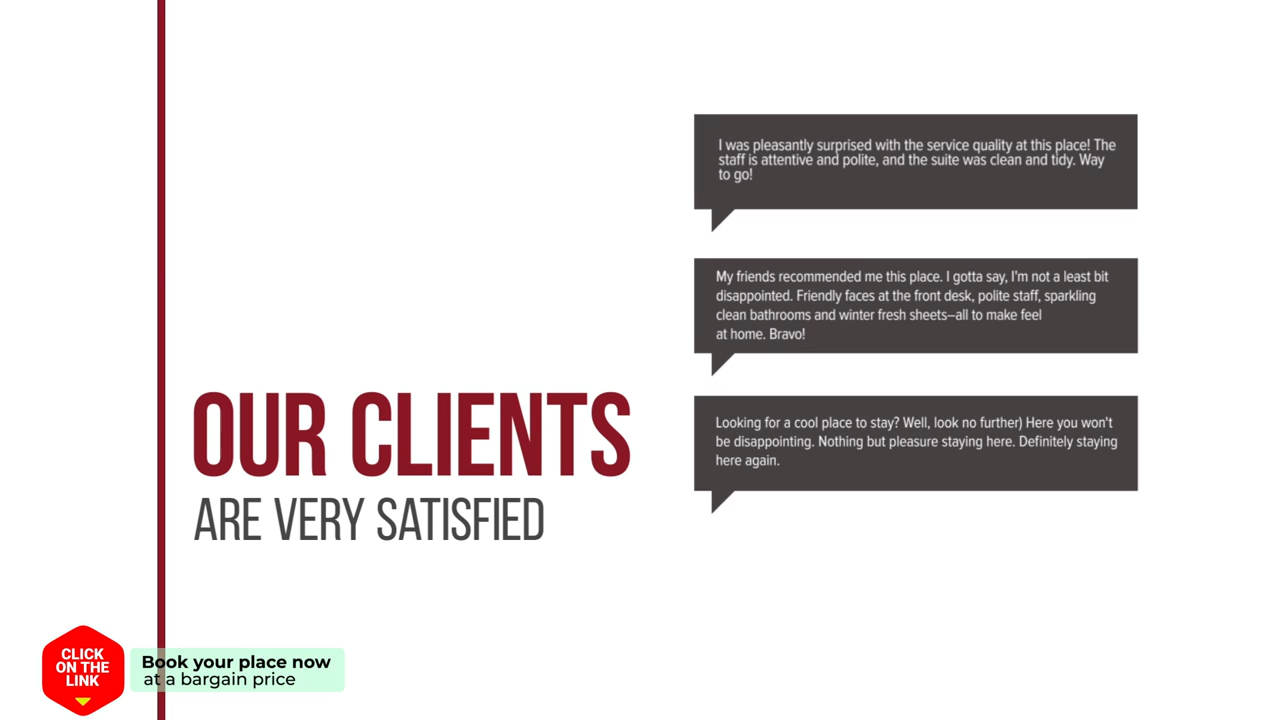 I was pleasantly surprised with the service quality at this place! The
staff is attentive and polite, and the suite was clean and tidy. Way
to go!
My friends recommended me this place. I gotta say, I'm not a least bit
disappointed. Friendly faces at the front desk, polite staff, sparkling
clean bathrooms and winter fresh sheets—all to make feel
at home. Bravo!
Looking for a cool place to stay? Well, look no further) Here you won't
be disappointing. Nothing but pleasure staying here. Definitely staying
here again.
OUR CLIENTS
ARE VERY SATISFIED
CLICK
ON THE
LINK
Book your place now
at a bargain price